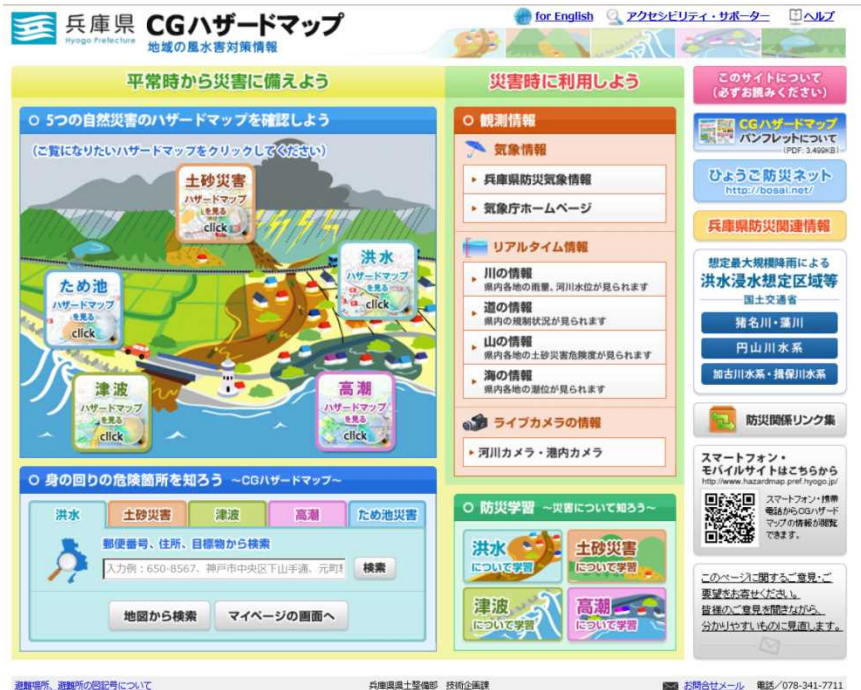 兵庫県
Hyogo Prefecture
CGハザードマップ
地域の風水害対策情報
for English
アクセシビリティ・サポーター
ヘルプ
平常時から災害に備えよう
5つの自然災害のハザードマップを確認しよう
(ご覧になりたいハザードマップをクリックしてください)
土砂災害
ハザードマップ
を見る
click
洪水
ハザードマップ
を見る
click
ため池
ハザードマップ
を見る
click
津波
ハザードマップ
を見る
click
高潮
ハザードマップ
を見る
click
身の回りの危険箇所を知ろう ～CGハザードマップ～
洪水
土砂災害
津波
高潮
ため池災害
郵便番号、住所、目標物から検索
入力例：650-8567、神戸市中央区下山手通、元町
検索
地図から検索
マイページの画面へ
災害時に利用しよう
観測情報
気象情報
兵庫県防災気象情報
気象庁ホームページ
リアルタイム情報
川の情報
県内各地の雨量、河川水位が見られます
道の情報
県内の規制状況が見られます
山の情報
県内各地の土砂災害危険度が見られます
海の情報
県内各地の潮位が見られます
ライブカメラの情報
河川カメラ・港内カメラ
防災学習 ～災害について知ろう～
洪水
について学習
土砂災害
について学習
津波
について学習
高潮
について学習
このサイトについて
(必ずお読みください)
CGハザードマップ
パンフレットについて
(PDF: 3,499KB)
ひょうご防災ネット
http://bosai.net/
兵庫県防災関連情報
想定最大規模降雨による
洪水浸水想定区域等
国土交通省
猪名川・藻川
円山川水系
加古川水系・揖保川水系
防災関係リンク集
スマートフォン・
モバイルサイトはこちらから
http://www.hazardmap.pref.hyogo.jp/
スマートフォン・携帯
電話からCGハザード
マップの情報が閲覧
できます。
このページに関するご意見・ご
要望をお寄せください。
皆様のご意見を聞きながら、
分かりやすいものに見直します。
避難場所、避難所の図記号について
兵庫県県土整備部 技術企画課
お問合せメール 電話／078-341-7711